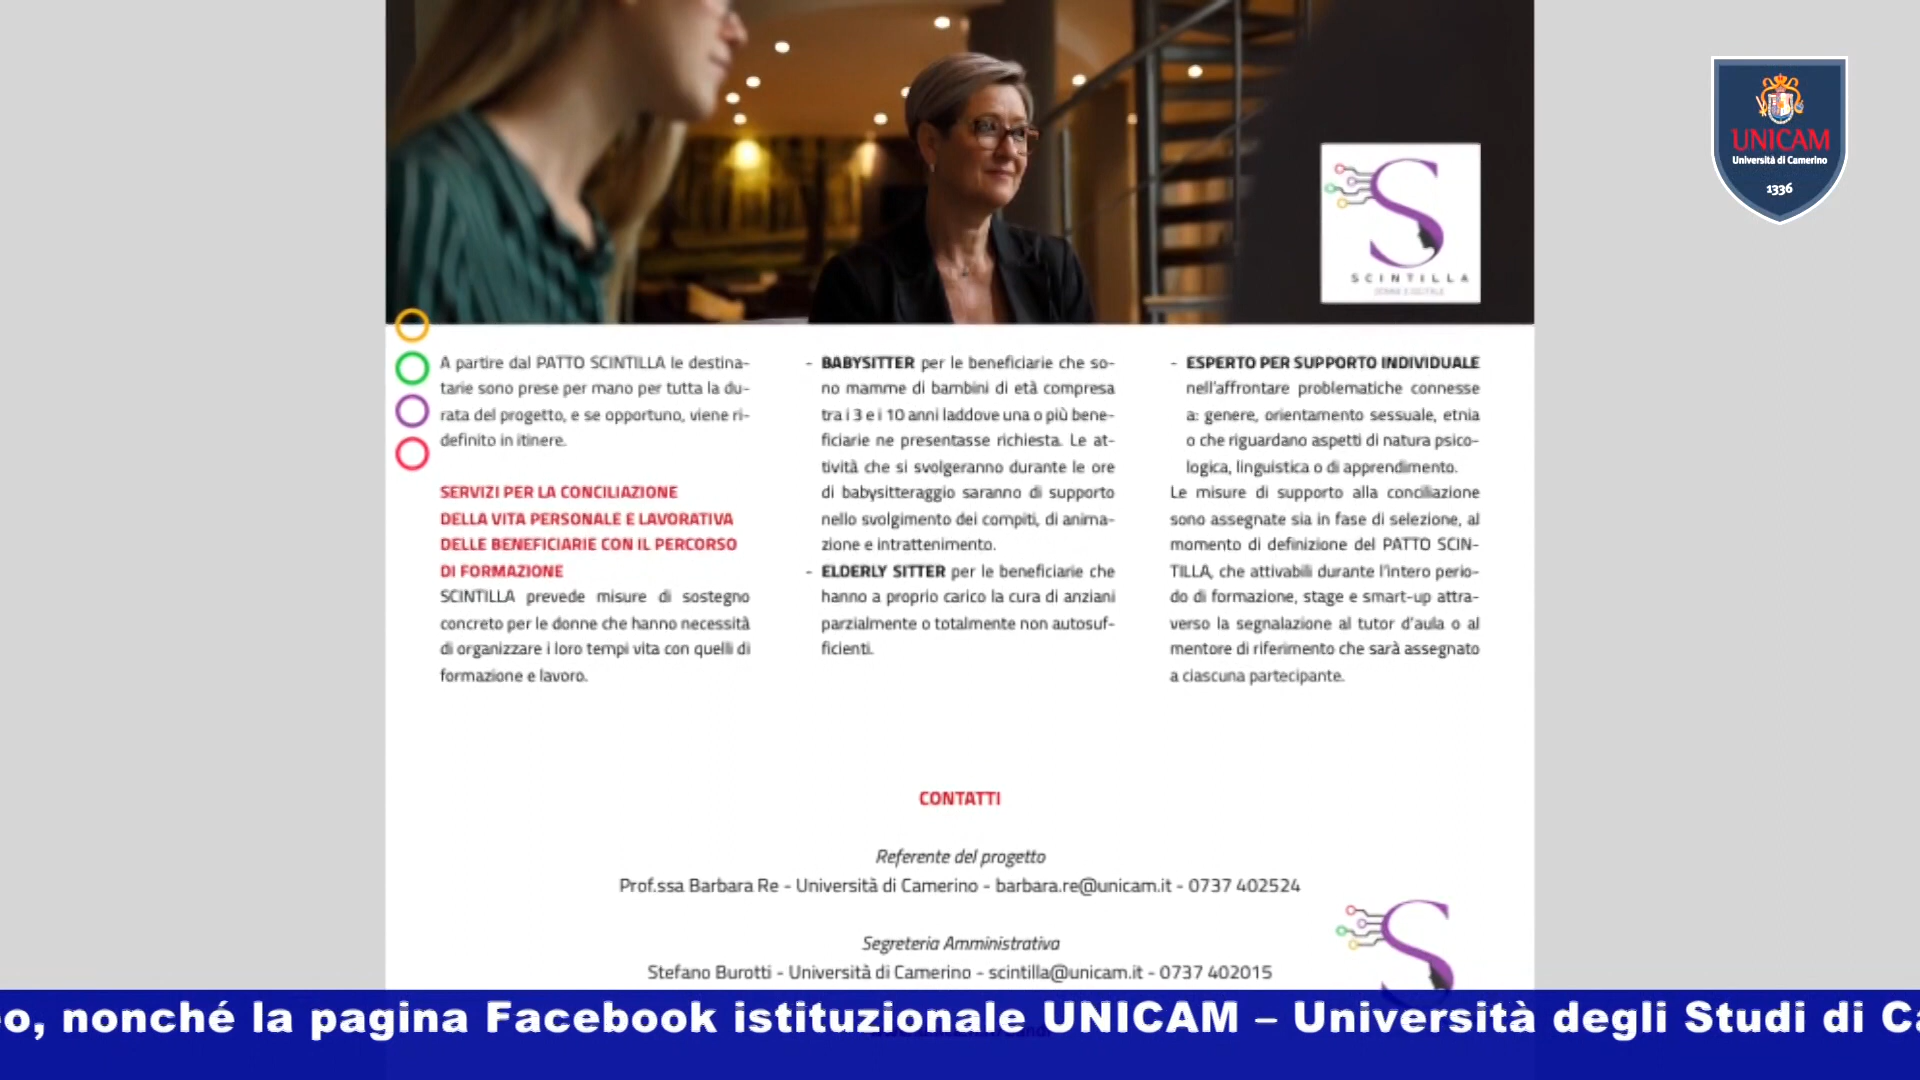 UNICAM
Università di Camerino
1336
SCINTILLA
A partire dal PATTO SCINTILLA le destina-
tarie sono prese per mano per tutta la du-
rata del progetto, e se opportuno, viene ri-
definito in itinere.
SERVIZI PER LA CONCILIAZIONE
DELLA VITA PERSONALE E LAVORATIVA
DELLE BENEFICIARIE CON IL PERCORSO
DI FORMAZIONE
SCINTILLA prevede misure di sostegno
concreto per le donne che hanno necessità
di organizzare i loro tempi vita con quelli di
formazione e lavoro.
- BABYSITTER per le beneficiarie che so-
no mamme di bambini di età compresa
tra i 3 e i 10 anni laddove una o più bene-
ficiarie ne presentasse richiesta. Le at-
tività che si svolgeranno durante le ore
di babysitteraggio saranno di supporto
nello svolgimento dei compiti, di anima-
zione e intrattenimento.
- ELDERLY SITTER per le beneficiarie che
hanno a proprio carico la cura di anziani
parzialmente o totalmente non autosuf-
ficienti.
- ESPERTO PER SUPPORTO INDIVIDUALE
nell'affrontare problematiche connesse
a: genere, orientamento sessuale, etnia
o che riguardano aspetti di natura psico-
logica, linguistica o di apprendimento.
Le misure di supporto alla conciliazione
sono assegnate sia in fase di selezione, al
momento di definizione del PATTO SCIN-
TILLA, che attivabili durante l'intero perio-
do di formazione, stage e smart-up attra-
verso la segnalazione al tutor d'aula o al
mentore di riferimento che sarà assegnato
a ciascuna partecipante.
CONTATTI
Referente del progetto
Prof.ssa Barbara Re - Università di Camerino - barbara.re@unicam.it - 0737 402524
Segreteria Amministrativa
Stefano Burotti - Università di Camerino - scintilla@unicam.it - 0737 402015
eo, nonché la pagina Facebook istituzionale UNICAM – Università degli Studi di Ca